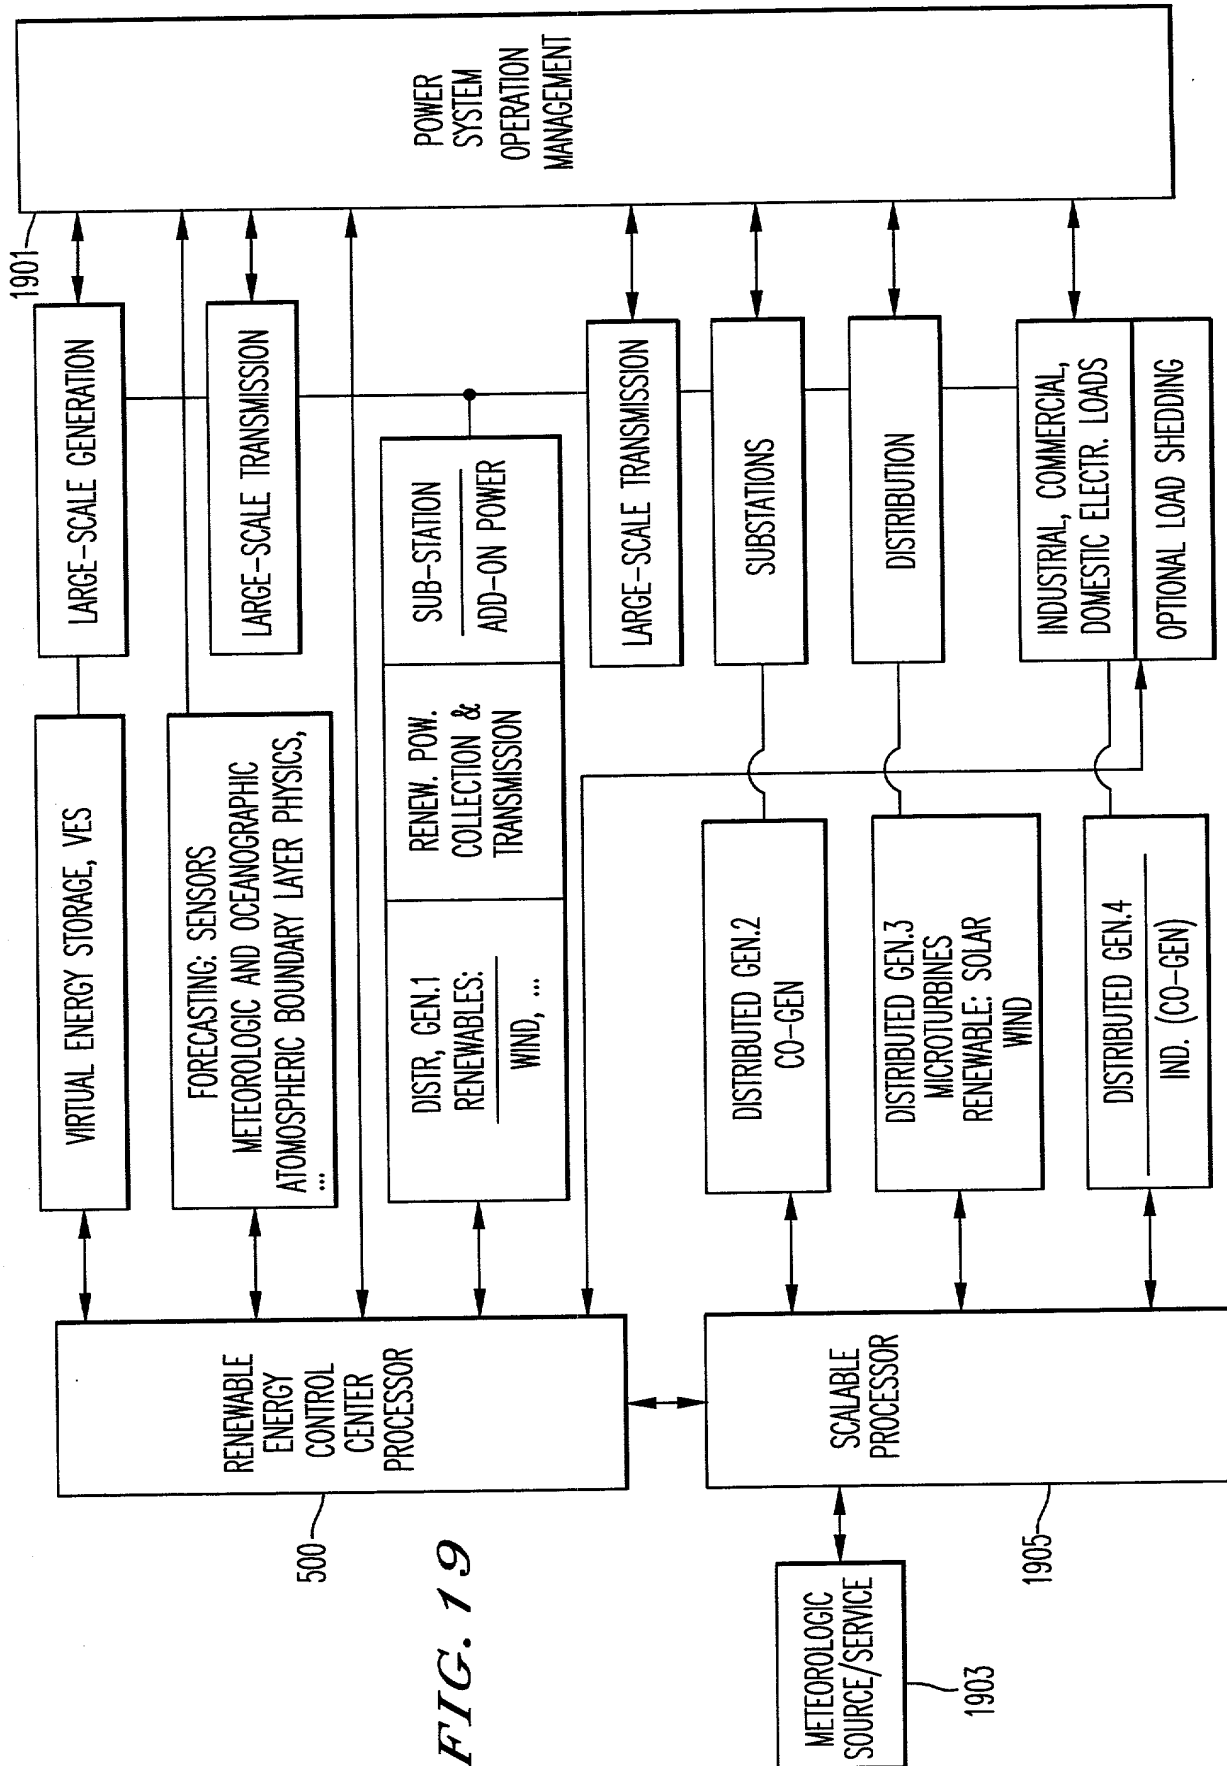 1901
POWER
SYSTEM
OPERATION
MANAGEMENT
LARGE-SCALE GENERATION
LARGE-SCALE TRANSMISSION
SUB-STATION
ADD-ON POWER
LARGE-SCALE TRANSMISSION
SUBSTATIONS
DISTRIBUTION
INDUSTRIAL, COMMERCIAL,
DOMESTIC ELECTR. LOADS
OPTIONAL LOAD SHEDDING
VIRTUAL ENERGY STORAGE, VES
FORECASTING: SENSORS
METEOROLOGIC AND OCEANOGRAPHIC
ATOMOSPHERIC BOUNDARY LAYER PHYSICS,
...
RENEW. POW.
COLLECTION &
TRANSMISSION
DISTR, GEN.1
RENEWABLES:
WIND, ...
DISTRIBUTED GEN.2
CO-GEN
DISTRIBUTED GEN.3
MICROTURBINES
RENEWABLE: SOLAR
WIND
DISTRIBUTED GEN.4
IND. (CO-GEN)
RENEWABLE
ENERGY
CONTROL
CENTER
PROCESSOR
500
SCALABLE
PROCESSOR
1905
METEOROLOGIC
SOURCE/SERVICE
1903
FIG. 19